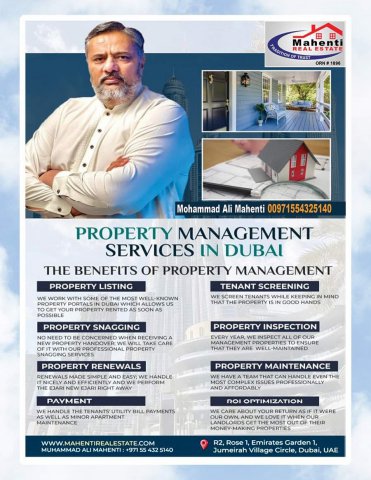 Mahenti
REAL ESTATE
TRADITION OF TRUST
ORN # 1896
Mohammad Ali Mahenti 00971554325140
PROPERTY MANAGEMENT
SERVICES IN DUBAI
THE BENEFITS OF PROPERTY MANAGEMENT
PROPERTY LISTING
WE WORK WITH SOME OF THE MOST WELL-KNOWN
PROPERTY PORTALS IN DUBAI WHICH ALLOWS US
TO GET YOUR PROPERTY RENTED AS SOON AS
POSSIBLE
TENANT SCREENING
WE SCREEN TENANTS WHILE KEEPING IN MIND
THAT THE PROPERTY IS IN GOOD HANDS
PROPERTY SNAGGING
NO NEED TO BE CONCERNED WHEN RECEIVING A
NEW PROPERTY HANDOVER. WE WILL TAKE CARE
OF IT WITH OUR PROFESSIONAL PROPERTY
SNAGGING SERVICES
PROPERTY INSPECTION
EVERY YEAR, WE INSPECT ALL OF OUR
MANAGEMENT PROPERTIES TO ENSURE
THAT THEY ARE WELL-MAINTAINED
PROPERTY RENEWALS
RENEWALS MADE SIMPLE AND EASY! WE HANDLE
IT NICELY AND EFFICIENTLY AND WE PERFORM
THE EJARI NEW EJARI RIGHT AWAY
PROPERTY MAINTENANCE
WE HAVE A TEAM THAT CAN HANDLE EVEN THE
MOST COMPLEX ISSUES PROFESSIONALLY
AND AFFORDABLY
PAYMENT
WE HANDLE THE TENANTS' UTILITY BILL PAYMENTS
AS WELL AS MINOR APARTMENT
MAINTENANCE
ROI OPTIMIZATION
WE CARE ABOUT YOUR RETURN AS IF IT WERE
OUR OWN, AND WE LOVE IT WHEN OUR
LANDLORDS GET THE MOST OUT OF THEIR
MONEY-MAKING PROPERTIES
WWW.MAHENTIREALESTATE.COM
MUHAMMAD ALI MAHENTI : +971 55 432 5140
R2, Rose 1, Emirates Garden 1,
Jumeirah Village Circle, Dubai, UAE